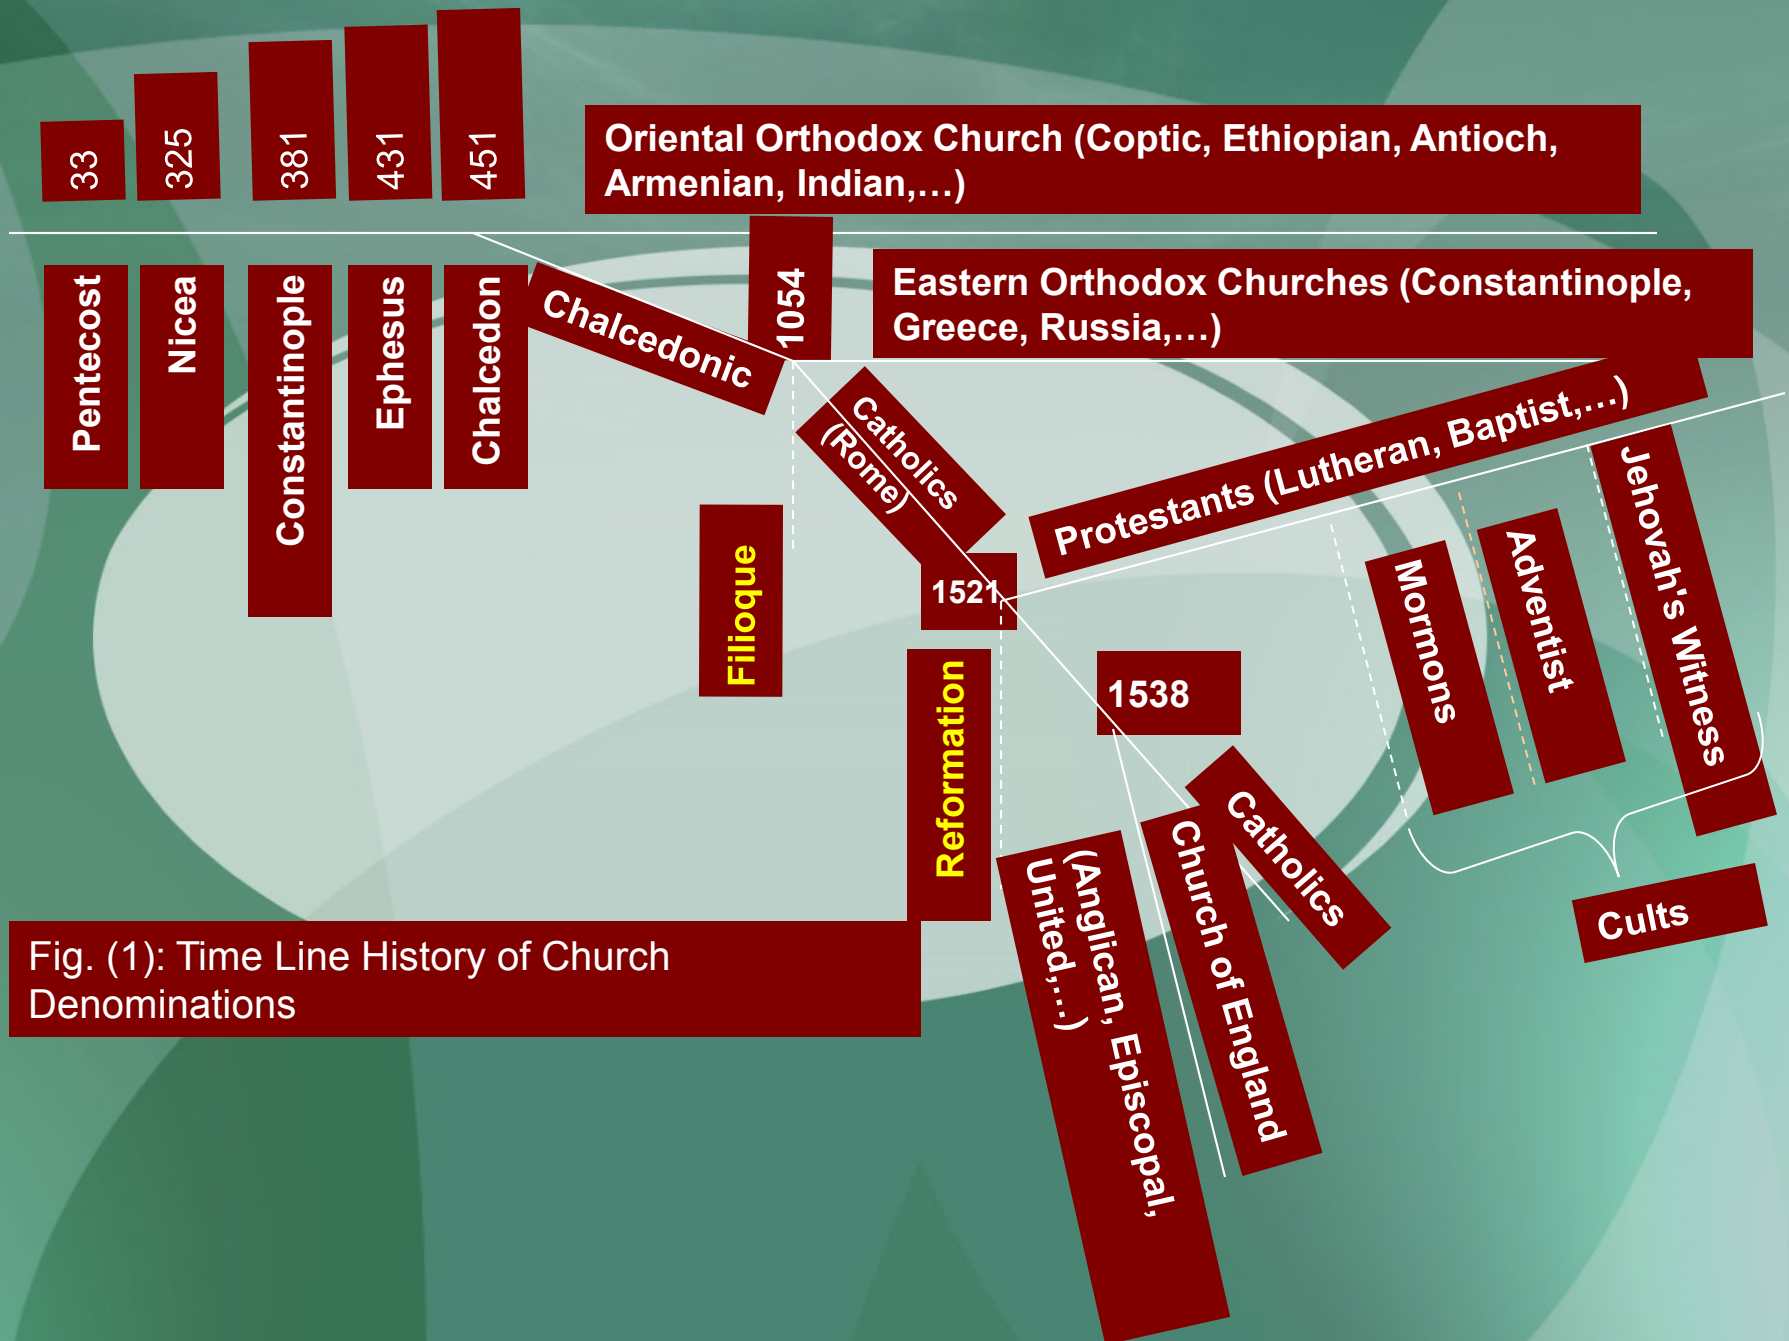 33
325
381
431
451
Oriental Orthodox Church (Coptic, Ethiopian, Antioch,
Armenian, Indian,…)
Pentecost
Nicea
Constantinople
Ephesus
Chalcedon
Chalcedonic
1054
Eastern Orthodox Churches (Constantinople,
Greece, Russia,…)
Catholics
(Rome)
Protestants (Lutheran, Baptist,…)
Filioque
1521
Reformation
1538
Mormons
Adventist
Jehovah's Witness
Cults
Catholics
Church of England
(Anglican, Episcopal,
United,…)
Fig. (1): Time Line History of Church
Denominations